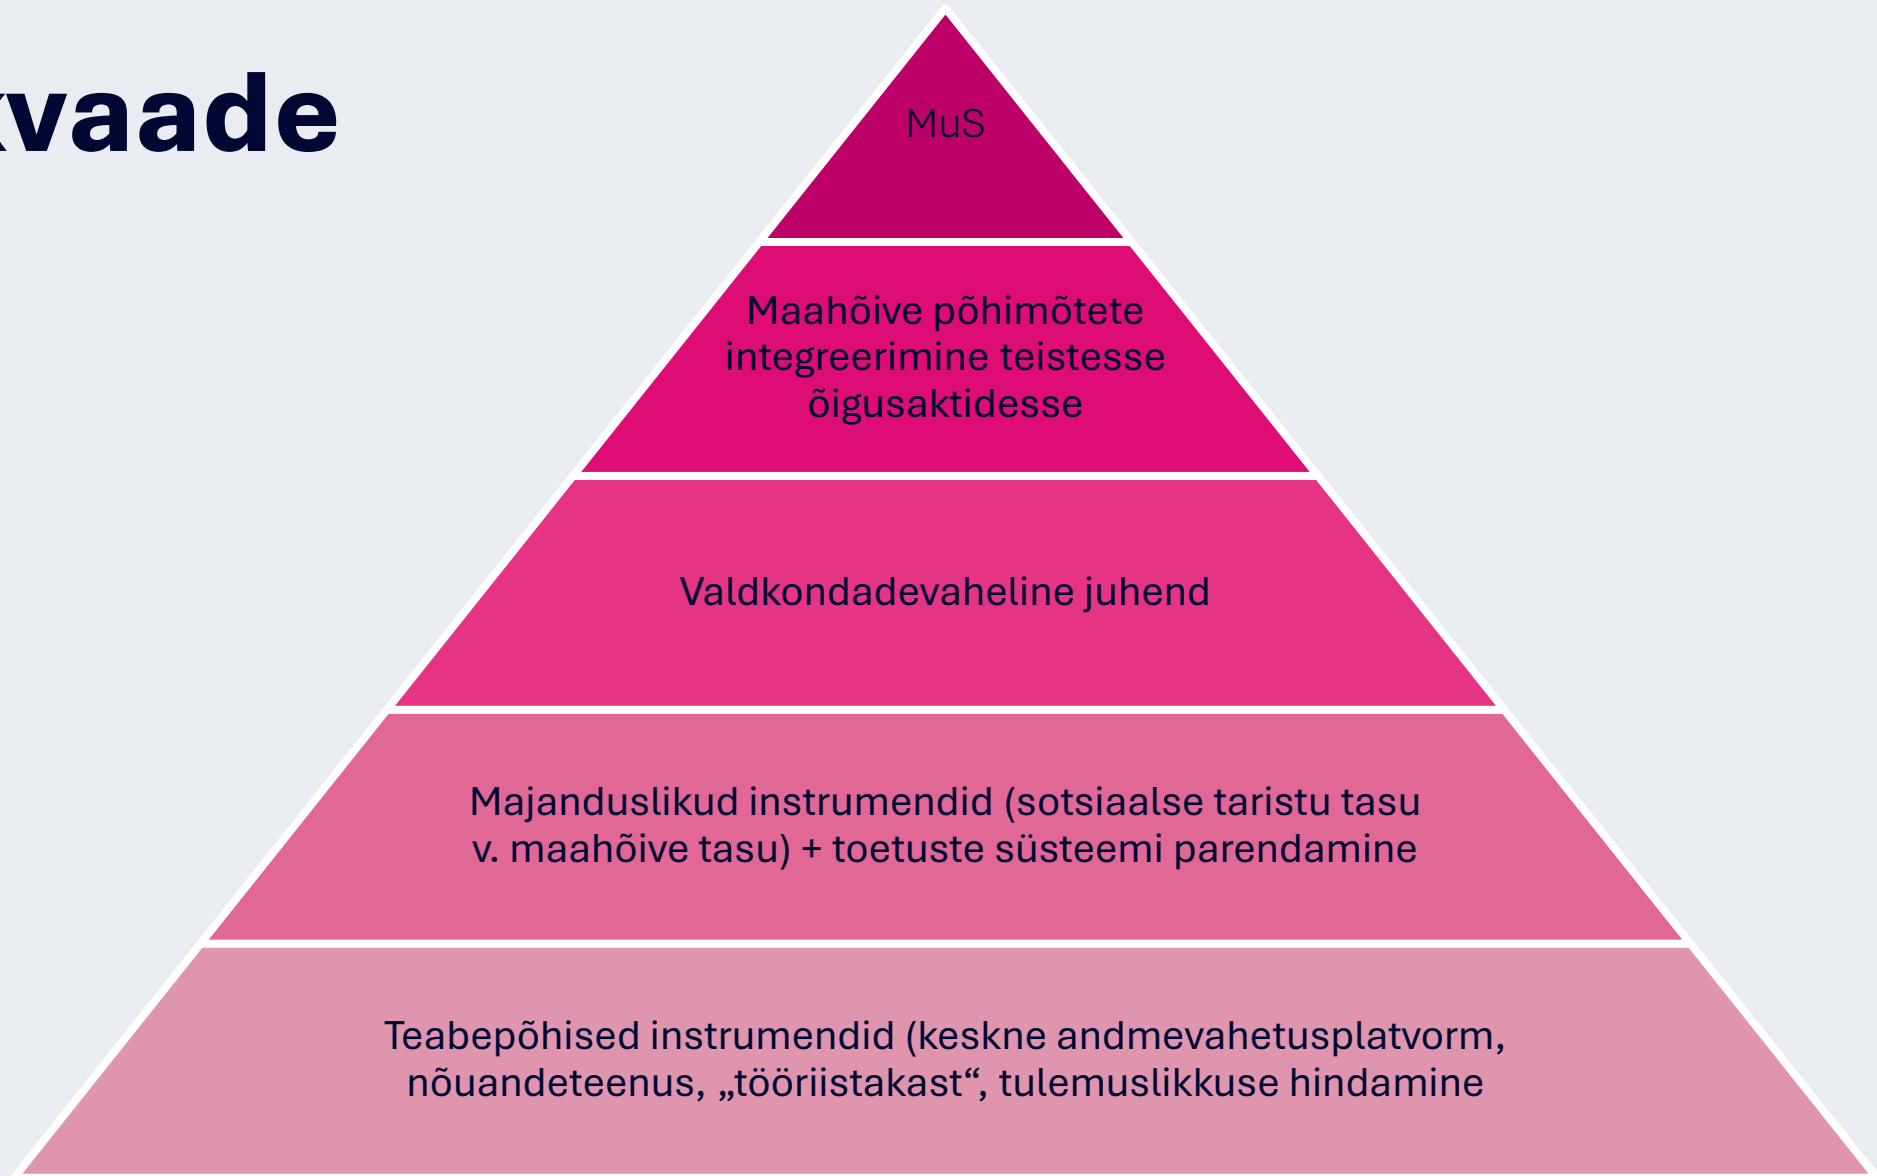 vaade
MuS
Maahõive põhimõtete
integreerimine teistesse
õigusaktidesse
Valdkondadevaheline juhend
Majanduslikud instrumendid (sotsiaalse taristu tasu
v. maahõive tasu) + toetuste süsteemi parendamine
Teabepõhised instrumendid (keskne andmevahetusplatvorm,
nõuandeteenus, „tööriistakast“, tulemuslikkuse hindamine